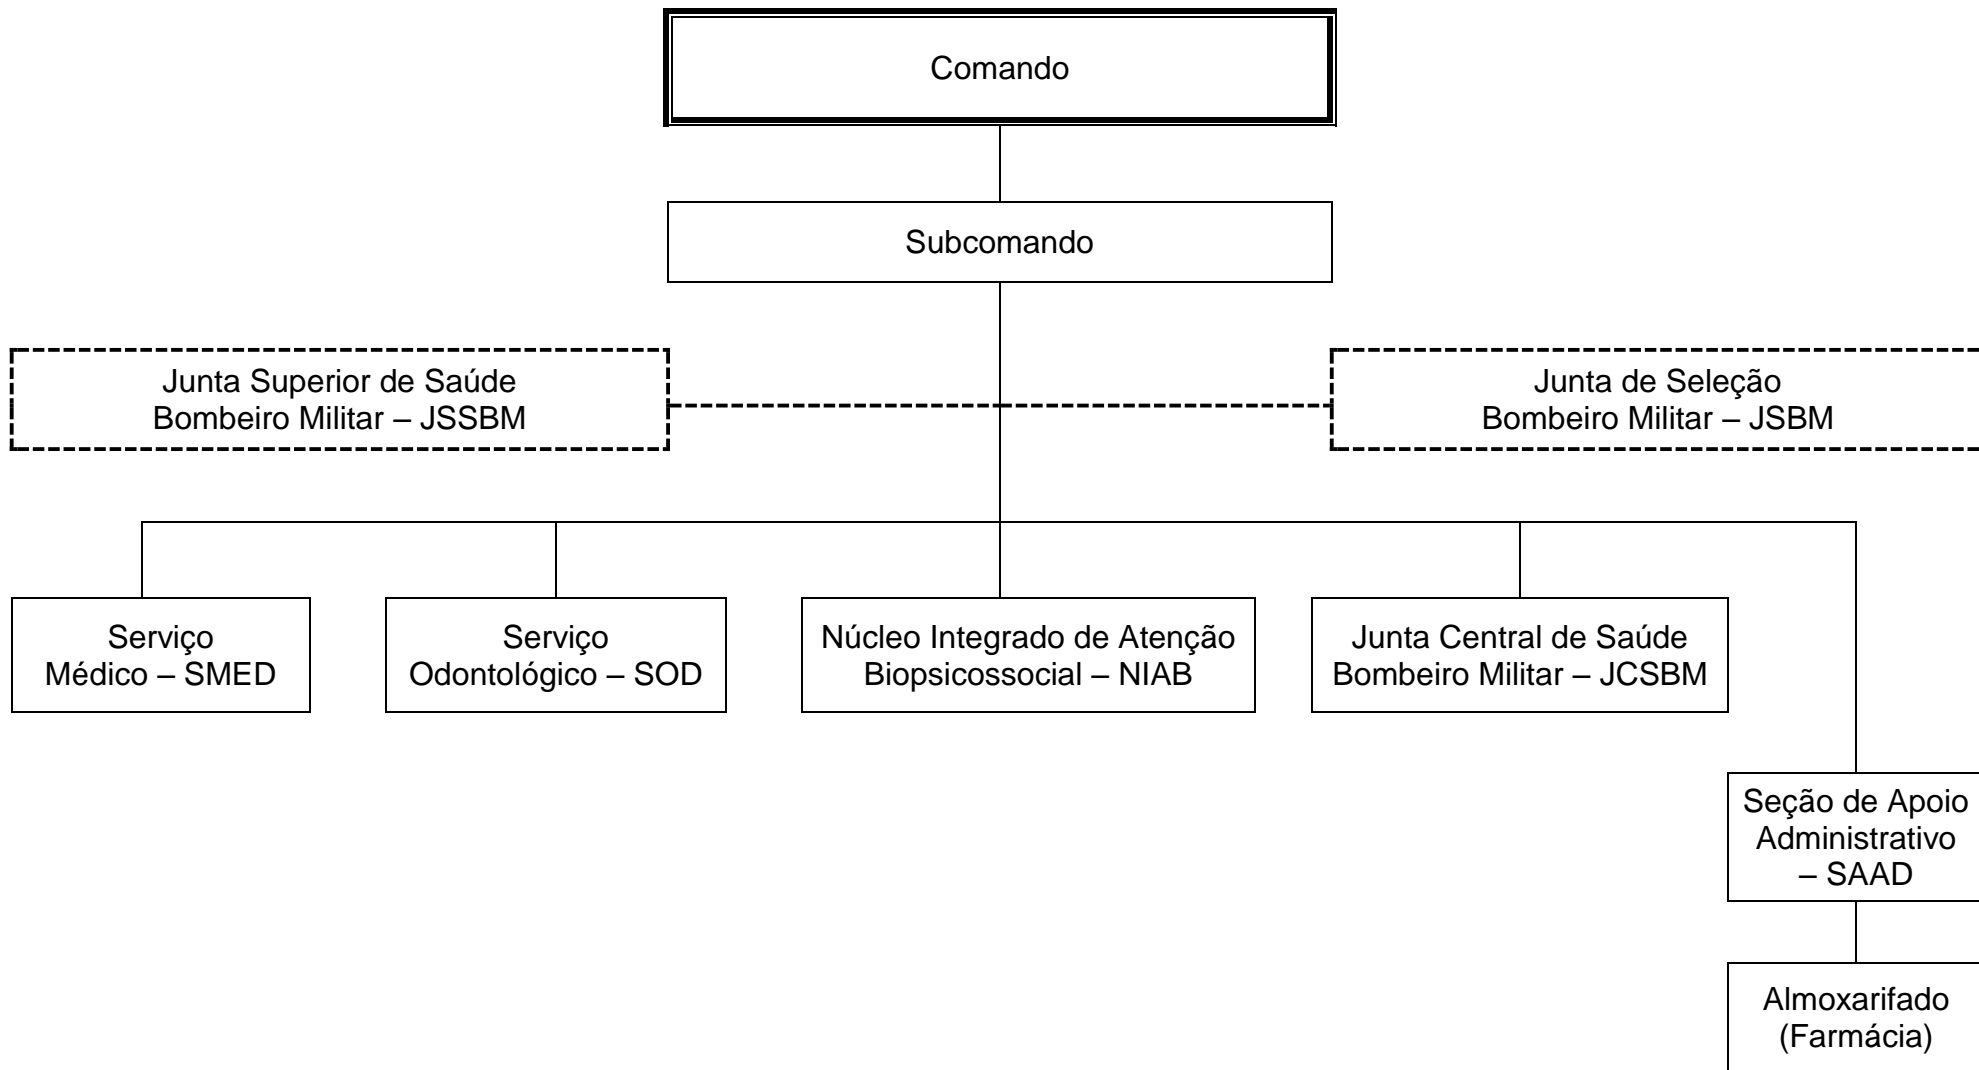 Comando
Subcomando
Junta Superior de Saúde
Bombeiro Militar – JSSBM
Junta de Seleção
Bombeiro Militar – JSBM
Serviço
Médico – SMED
Serviço
Odontológico – SOD
Núcleo Integrado de Atenção
Biopsicossocial – NIAB
Junta Central de Saúde
Bombeiro Militar – JCSBM
Seção de Apoio
Administrativo
– SAAD
Almoxarifado
(Farmácia)